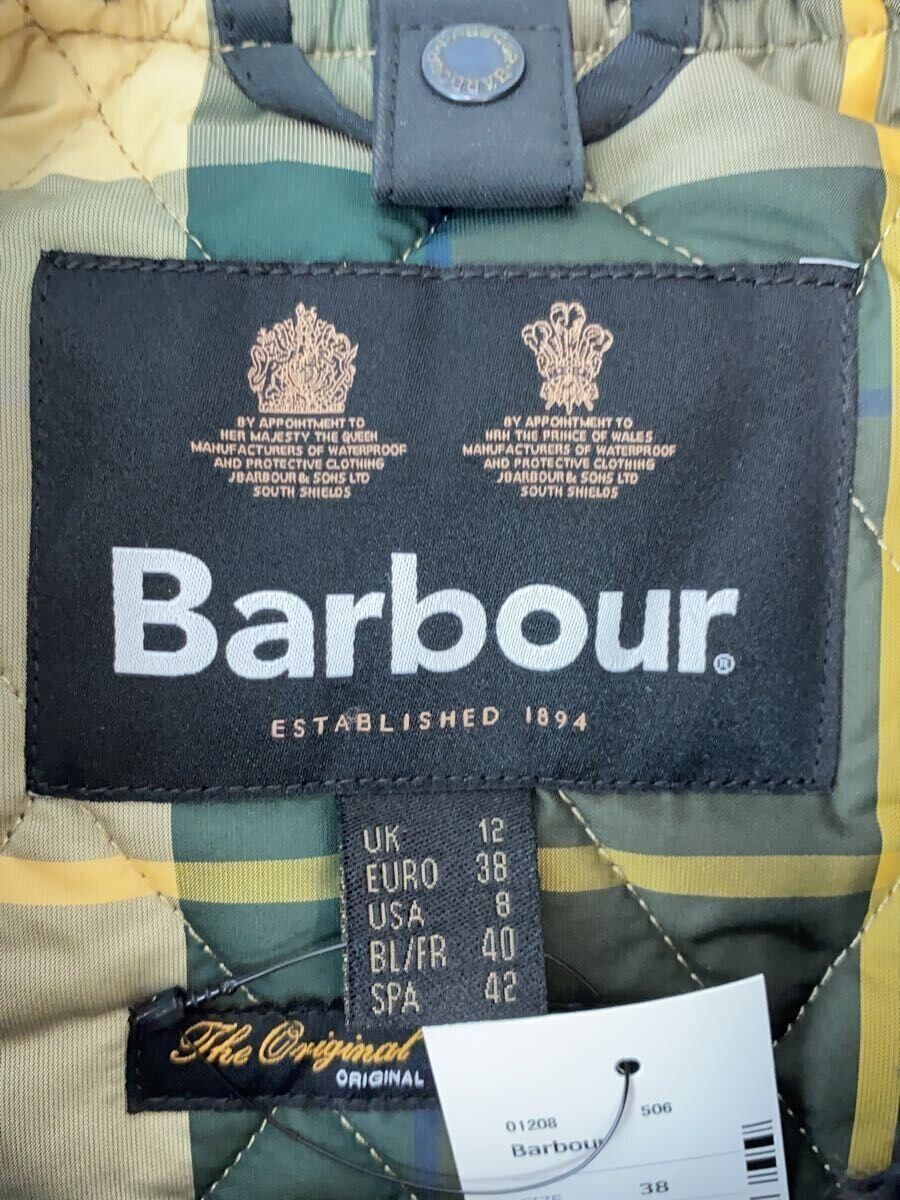 BARBOUR
BY APPOINTMENT TO
HER MAJESTY THE QUEEN
MANUFACTURERS OF WATERPROOF
AND PROTECTIVE CLOTHING
J BARBOUR & SONS LTD
SOUTH SHIELDS
BY APPOINTMENT TO
HRH THE PRINCE OF WALES
MANUFACTURERS OF WATERPROOF
AND PROTECTIVE CLOTHING
J BARBOUR & SONS LTD
SOUTH SHIELDS
Barbour®
ESTABLISHED 1894
UK 12
EURO 38
USA 8
BL/FR 40
SPA 42
The Original
ORIGINAL
01208 506
Barbour
38